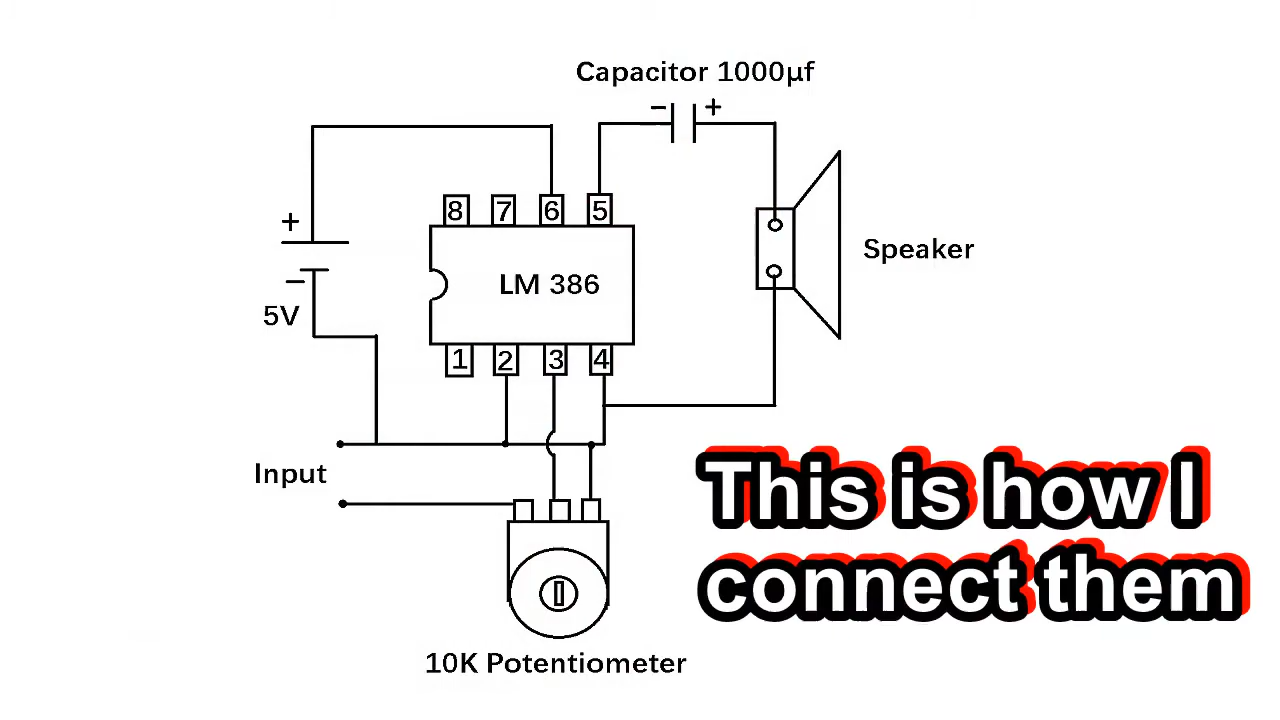 Capacitor 1000μf
− +
8 7 6 5
+
LM 386
Speaker
−
5V
1 2 3 4
Input
This is how I
connect them
10K Potentiometer